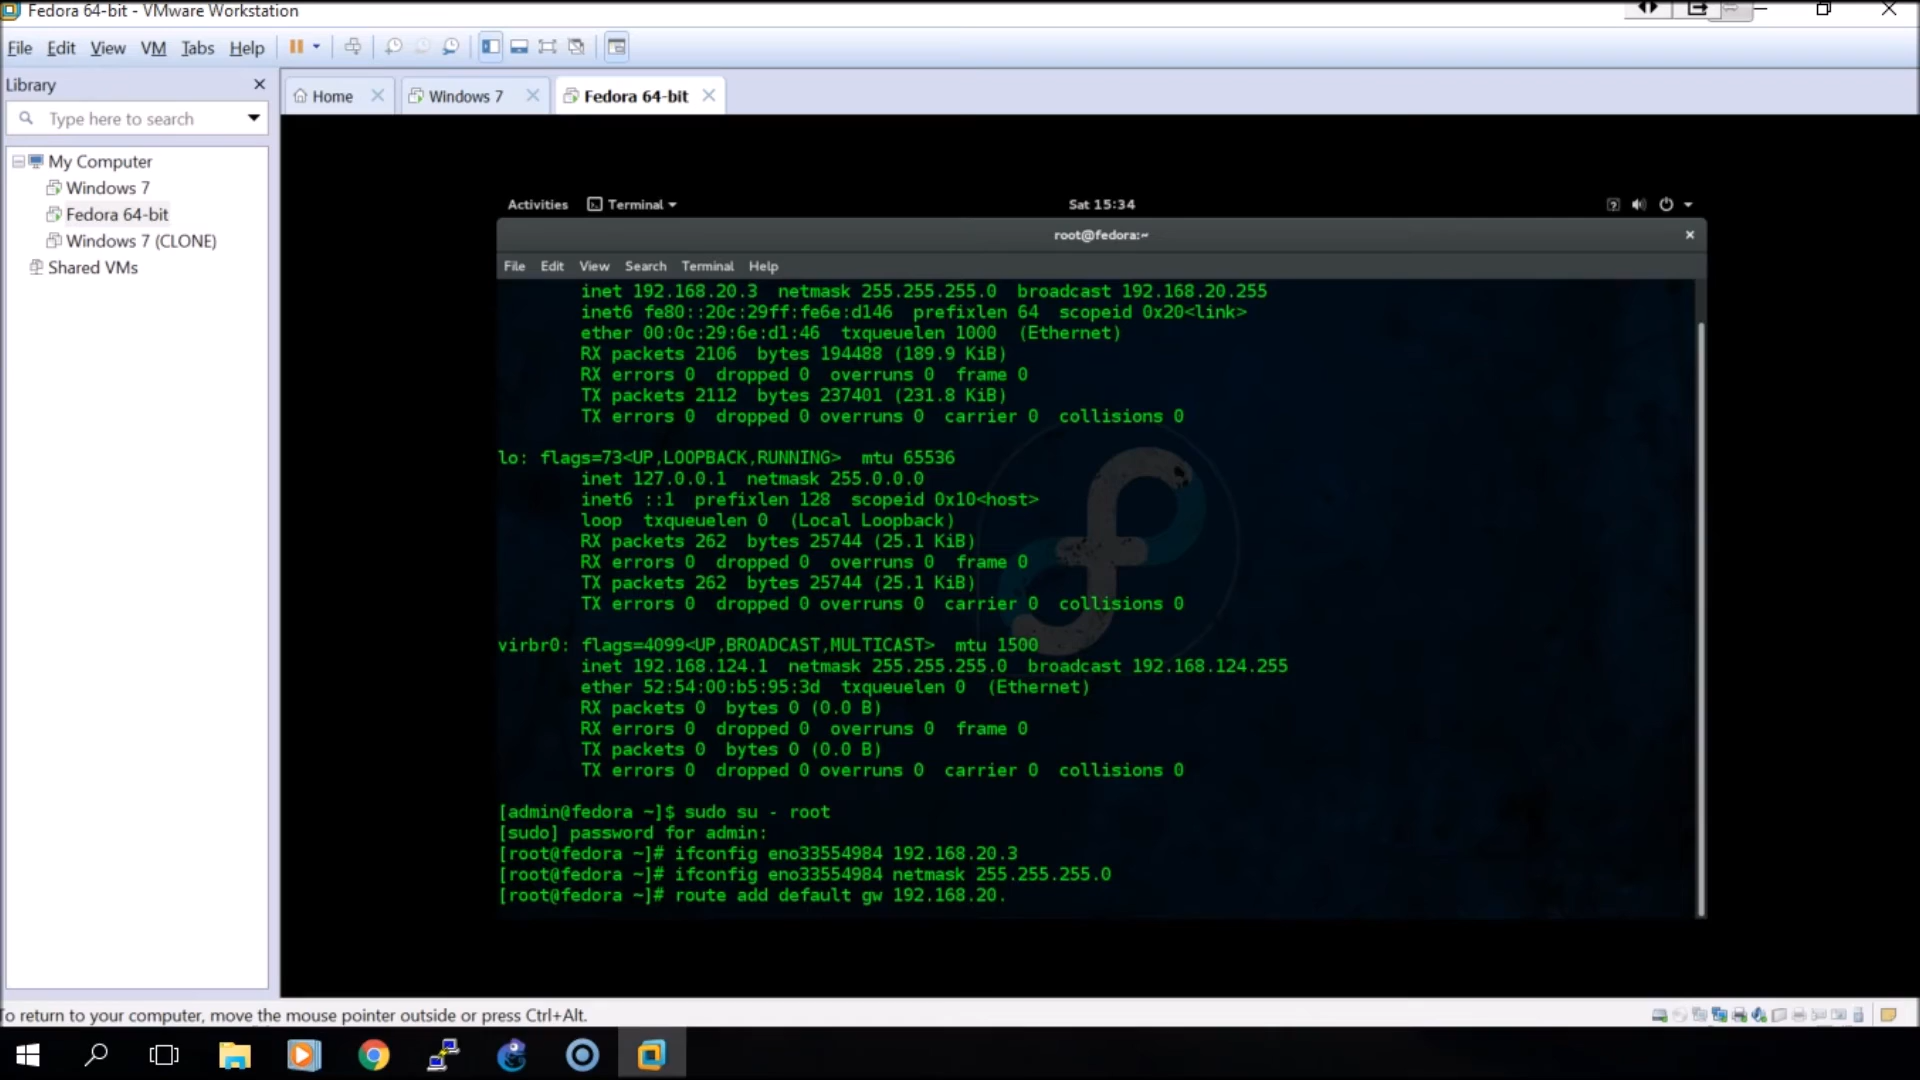 Fedora 64-bit - VMware Workstation
File Edit View VM Tabs Help
Library
Type here to search
My Computer
Windows 7
Fedora 64-bit
Windows 7 (CLONE)
Shared VMs
Home
Windows 7
Fedora 64-bit
Activities Terminal Sat 15:34
root@fedora:~
File Edit View Search Terminal Help
inet 192.168.20.3 netmask 255.255.255.0 broadcast 192.168.20.255
inet6 fe80::20c:29ff:fe6e:d146 prefixlen 64 scopeid 0x20<link>
ether 00:0c:29:6e:d1:46 txqueuelen 1000 (Ethernet)
RX packets 2106 bytes 194488 (189.9 KiB)
RX errors 0 dropped 0 overruns 0 frame 0
TX packets 2112 bytes 237401 (231.8 KiB)
TX errors 0 dropped 0 overruns 0 carrier 0 collisions 0
lo: flags=73<UP,LOOPBACK,RUNNING> mtu 65536
inet 127.0.0.1 netmask 255.0.0.0
inet6 ::1 prefixlen 128 scopeid 0x10<host>
loop txqueuelen 0 (Local Loopback)
RX packets 262 bytes 25744 (25.1 KiB)
RX errors 0 dropped 0 overruns 0 frame 0
TX packets 262 bytes 25744 (25.1 KiB)
TX errors 0 dropped 0 overruns 0 carrier 0 collisions 0
virbr0: flags=4099<UP,BROADCAST,MULTICAST> mtu 1500
inet 192.168.124.1 netmask 255.255.255.0 broadcast 192.168.124.255
ether 52:54:00:b5:95:3d txqueuelen 0 (Ethernet)
RX packets 0 bytes 0 (0.0 B)
RX errors 0 dropped 0 overruns 0 frame 0
TX packets 0 bytes 0 (0.0 B)
TX errors 0 dropped 0 overruns 0 carrier 0 collisions 0
[admin@fedora ~]$ sudo su - root
[sudo] password for admin:
[root@fedora ~]# ifconfig eno33554984 192.168.20.3
[root@fedora ~]# ifconfig eno33554984 netmask 255.255.255.0
[root@fedora ~]# route add default gw 192.168.20.
To return to your computer, move the mouse pointer outside or press Ctrl+Alt.